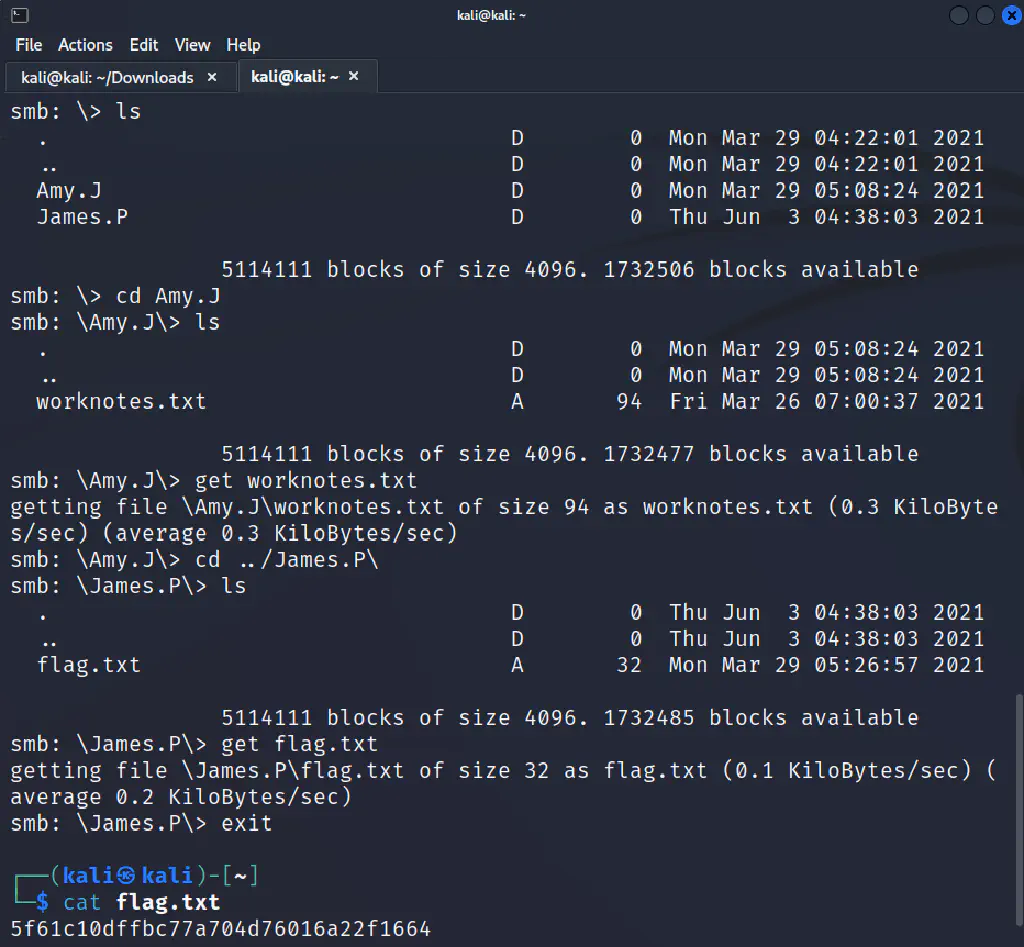 kali@kali: ~
File Actions Edit View Help
kali@kali: ~/Downloads × kali@kali: ~ ×
smb: \> ls
. D 0 Mon Mar 29 04:22:01 2021
.. D 0 Mon Mar 29 04:22:01 2021
Amy.J D 0 Mon Mar 29 05:08:24 2021
James.P D 0 Thu Jun 3 04:38:03 2021
5114111 blocks of size 4096. 1732506 blocks available
smb: \> cd Amy.J
smb: \Amy.J\> ls
. D 0 Mon Mar 29 05:08:24 2021
.. D 0 Mon Mar 29 05:08:24 2021
worknotes.txt A 94 Fri Mar 26 07:00:37 2021
5114111 blocks of size 4096. 1732477 blocks available
smb: \Amy.J\> get worknotes.txt
getting file \Amy.J\worknotes.txt of size 94 as worknotes.txt (0.3 KiloByte
s/sec) (average 0.3 KiloBytes/sec)
smb: \Amy.J\> cd ../James.P\
smb: \James.P\> ls
. D 0 Thu Jun 3 04:38:03 2021
.. D 0 Thu Jun 3 04:38:03 2021
flag.txt A 32 Mon Mar 29 05:26:57 2021
5114111 blocks of size 4096. 1732485 blocks available
smb: \James.P\> get flag.txt
getting file \James.P\flag.txt of size 32 as flag.txt (0.1 KiloBytes/sec) (
average 0.2 KiloBytes/sec)
smb: \James.P\> exit
┌──(kali㉿kali)-[~]
└─$ cat flag.txt
5f61c10dffbc77a704d76016a22f1664